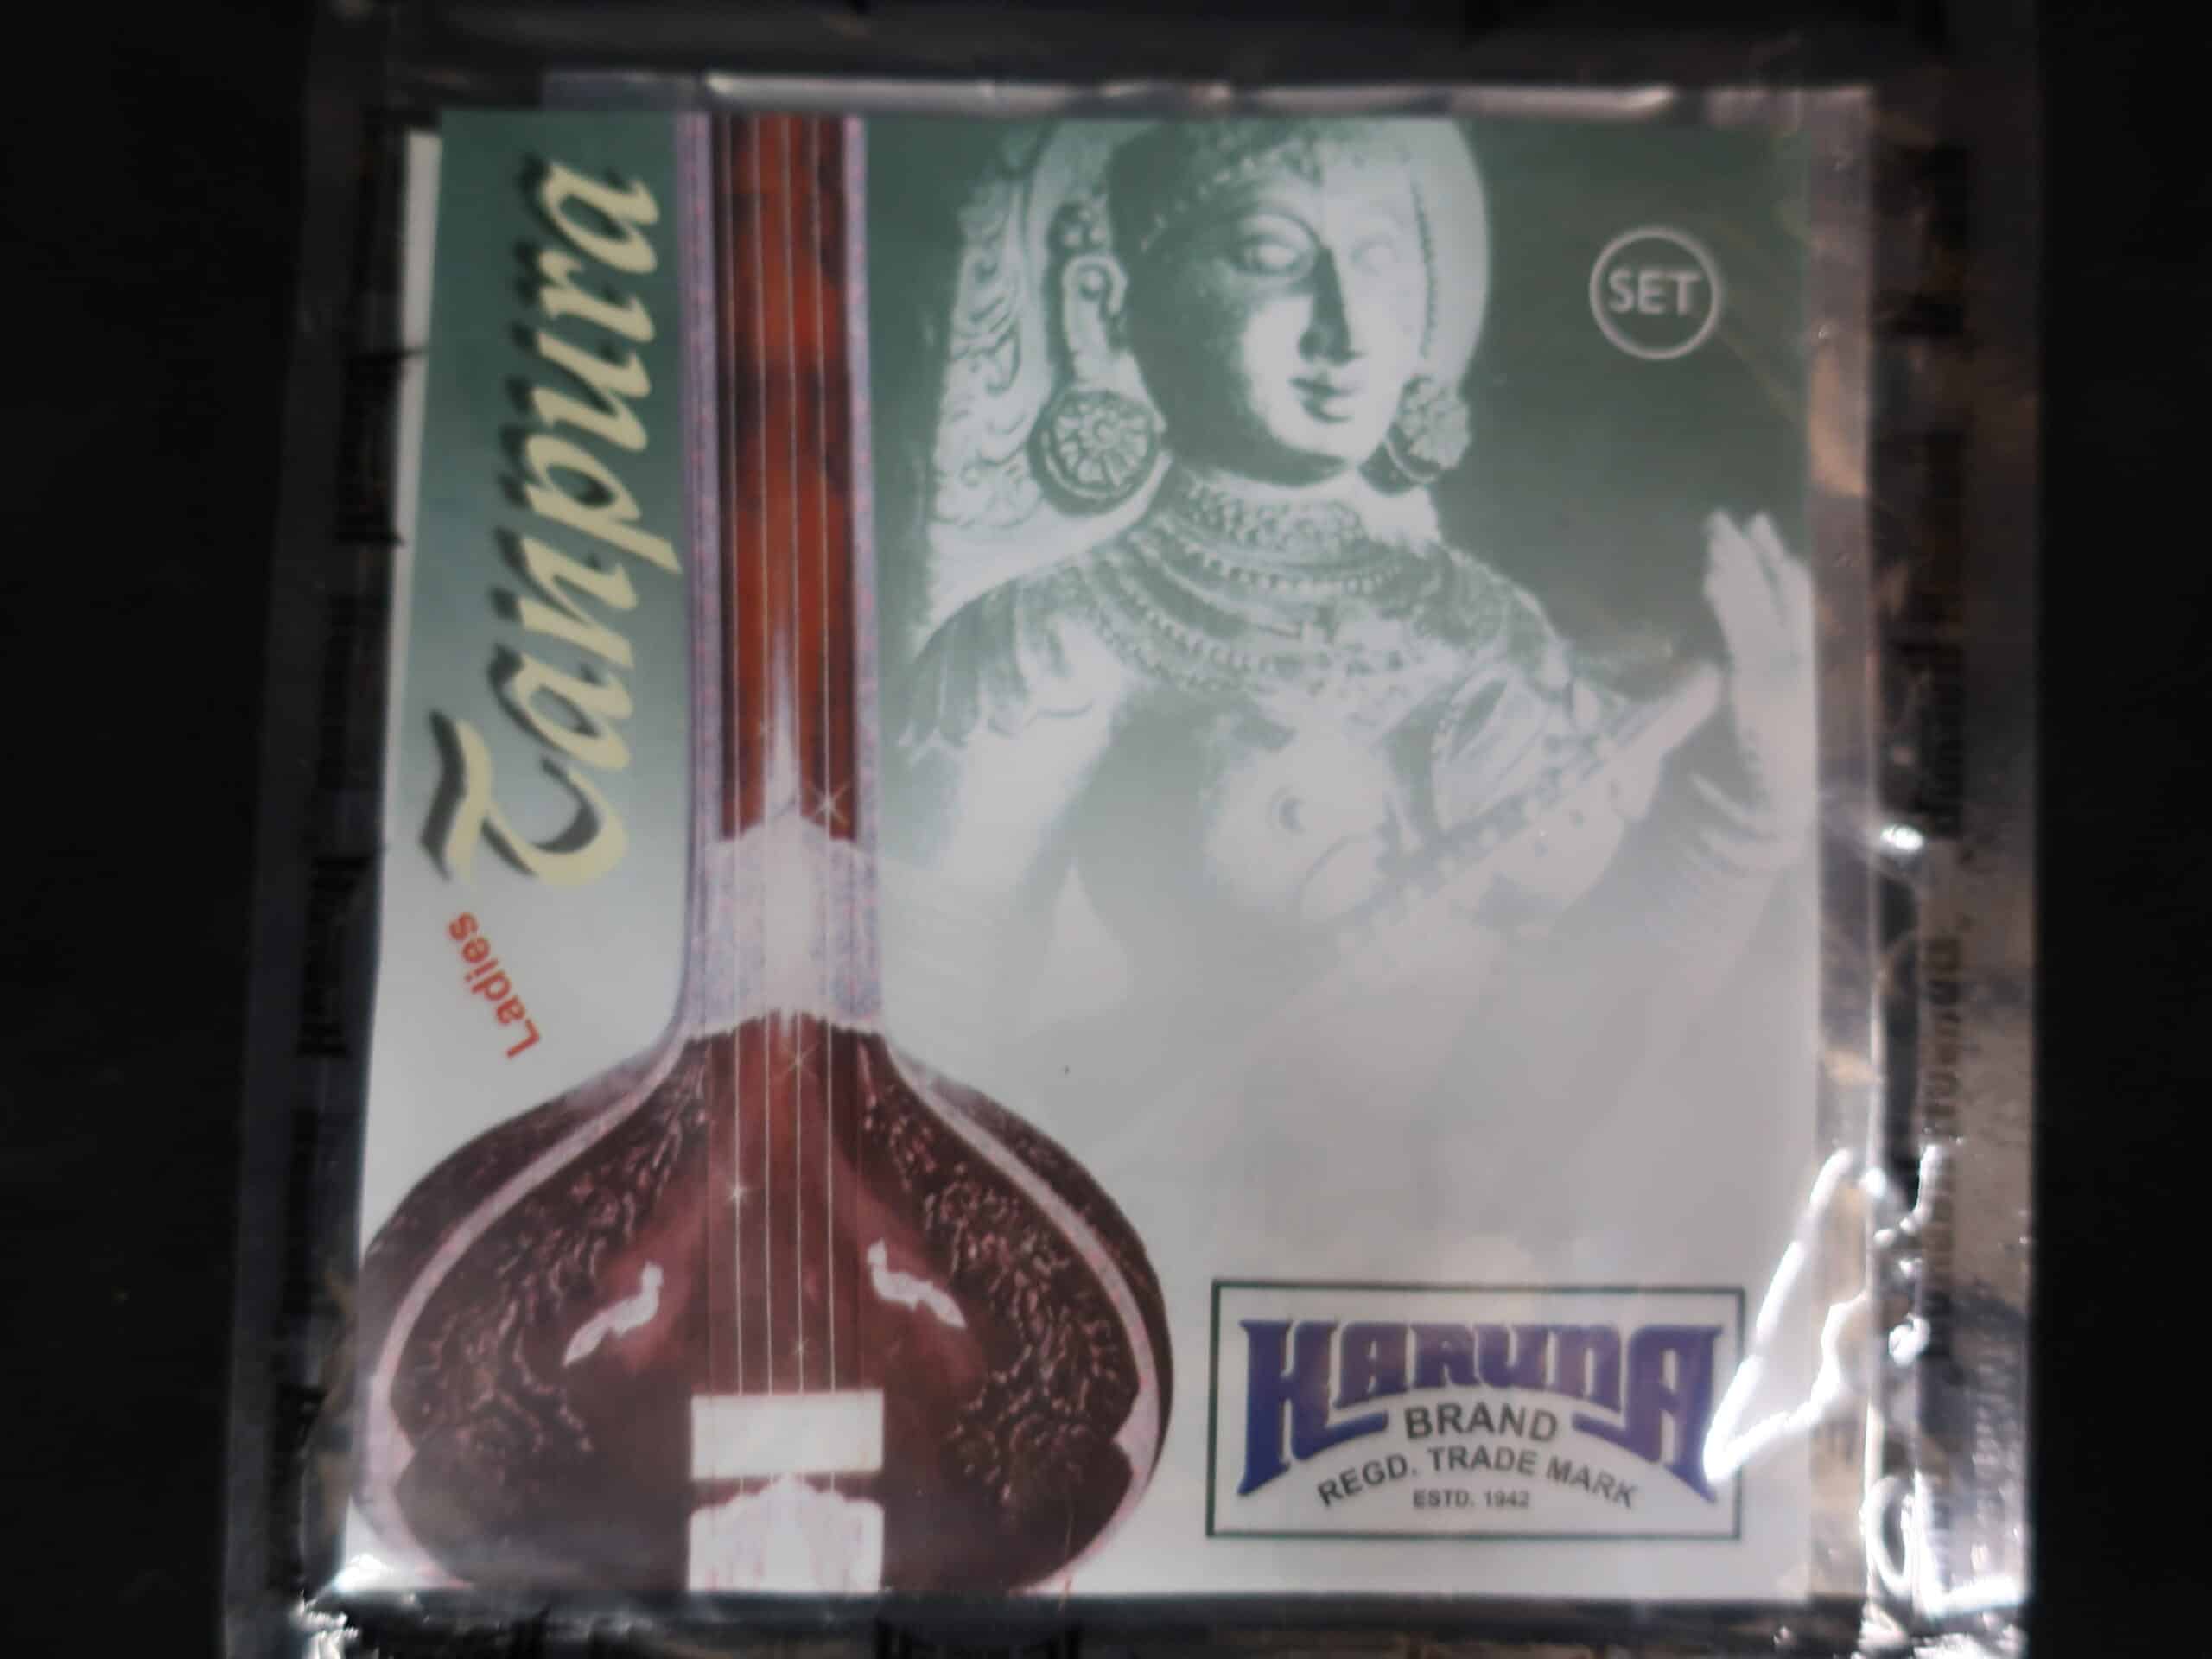 Tanpura
Ladies
SET
KARUNA
BRAND
REGD. TRADE MARK
ESTD. 1942